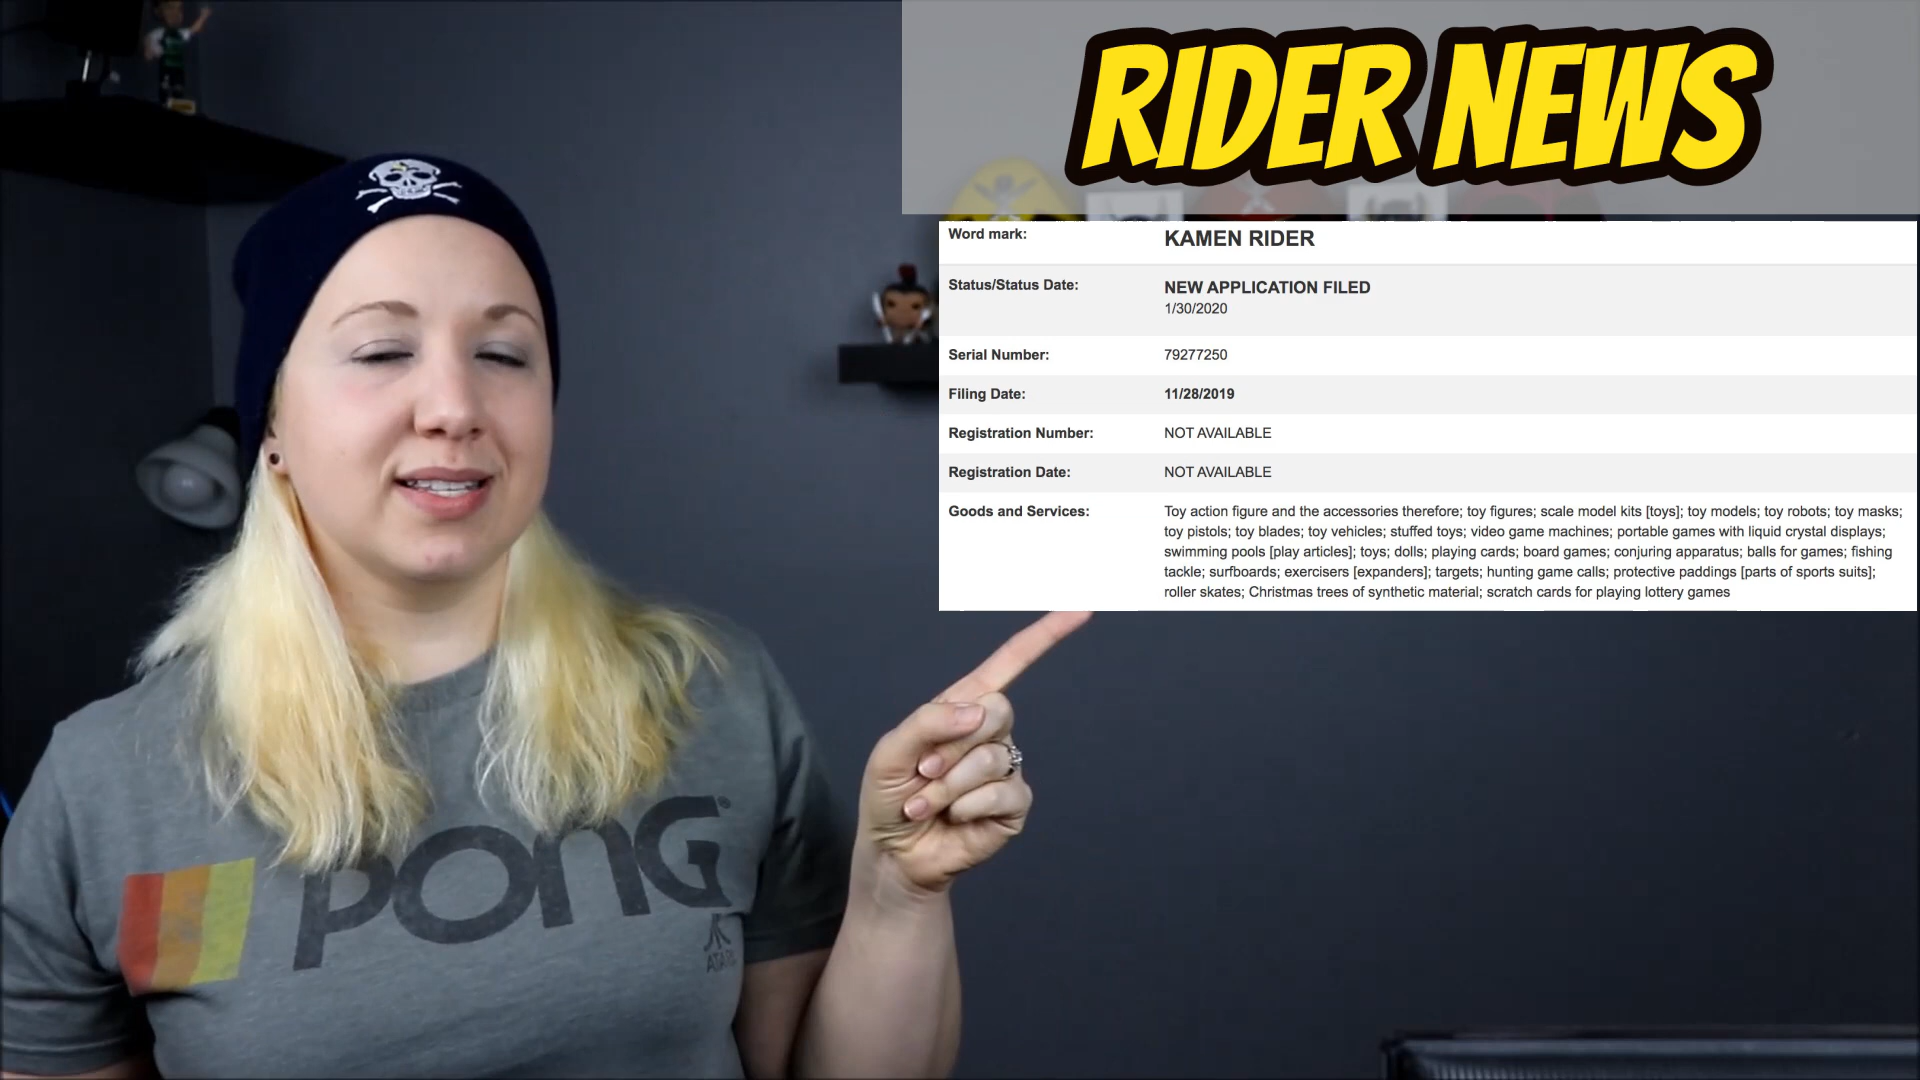 RIDER NEWS
Word mark: KAMEN RIDER
Status/Status Date: NEW APPLICATION FILED
1/30/2020
Serial Number: 79277250
Filing Date: 11/28/2019
Registration Number: NOT AVAILABLE
Registration Date: NOT AVAILABLE
Goods and Services: Toy action figure and the accessories therefore; toy figures; scale model kits [toys]; toy models; toy robots; toy masks;
toy pistols; toy blades; toy vehicles; stuffed toys; video game machines; portable games with liquid crystal displays;
swimming pools [play articles]; toys; dolls; playing cards; board games; conjuring apparatus; balls for games; fishing
tackle; surfboards; exercisers [expanders]; targets; hunting game calls; protective paddings [parts of sports suits];
roller skates; Christmas trees of synthetic material; scratch cards for playing lottery games
PONG®
ATARI